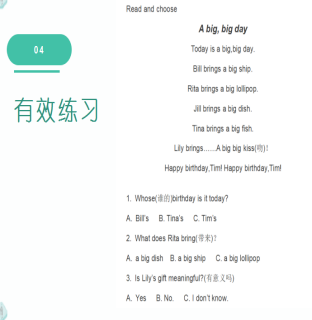 04
有效练习
Read and choose
A big, big day
Today is a big,big day.
Bill brings a big ship.
Rita brings a big lollipop.
Jill brings a big dish.
Tina brings a big fish.
Lily brings……A big big kiss(吻)!
Happy birthday,Tim! Happy birthday,Tim!
1. Whose(谁的)birthday is it today?
A. Bill's B. Tina's C. Tim's
2. What does Rita bring(带来)?
A. a big dish B. a big ship C. a big lollipop
3. Is Lily's gift meaningful?(有意义吗)
A. Yes B. No. C. I don't know.